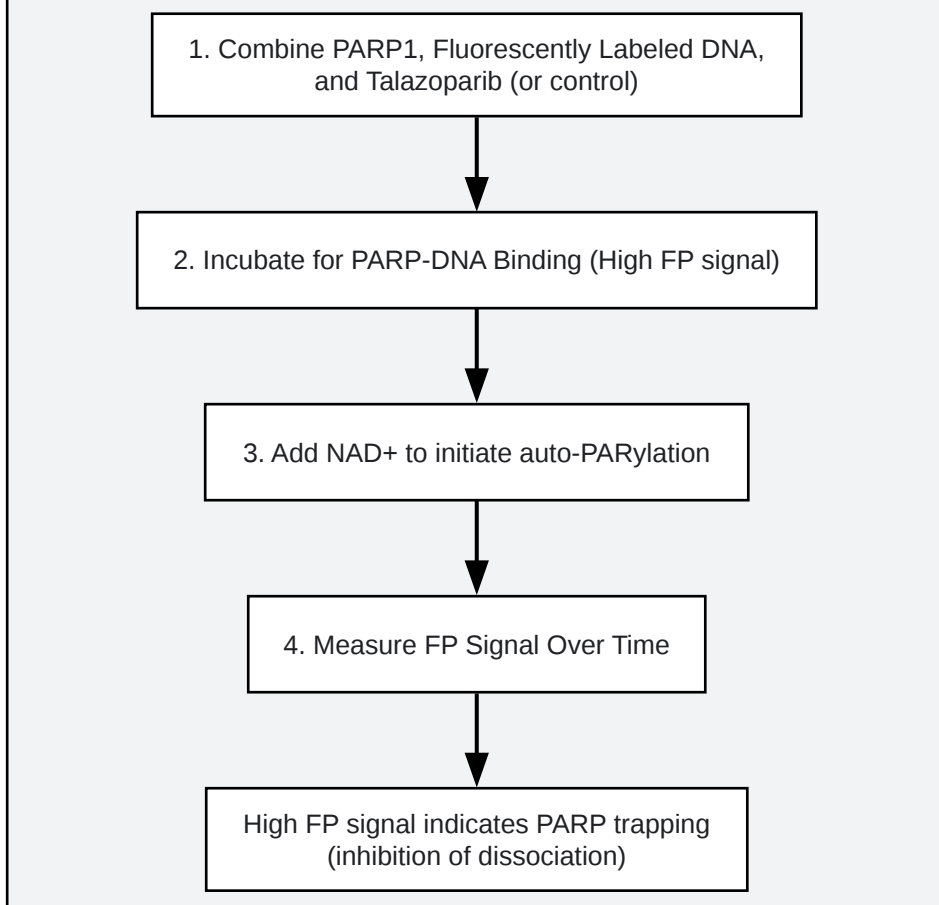 1. Combine PARP1, Fluorescently Labeled DNA,
and Talazoparib (or control)
2. Incubate for PARP-DNA Binding (High FP signal)
3. Add NAD+ to initiate auto-PARylation
4. Measure FP Signal Over Time
High FP signal indicates PARP trapping
(inhibition of dissociation)